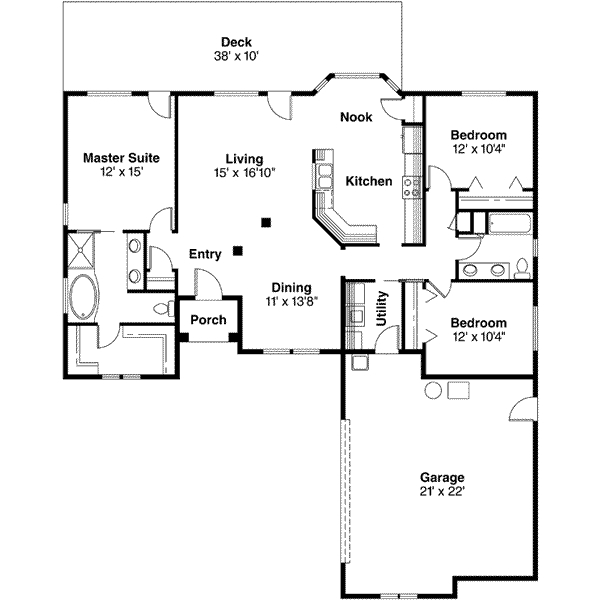 Deck
38' x 10'
Nook
Bedroom
12' x 10'4"
Master Suite
12' x 15'
Living
15' x 16'10"
Kitchen
Entry
Dining
11' x 13'8"
Utility
Porch
Bedroom
12' x 10'4"
Garage
21' x 22'